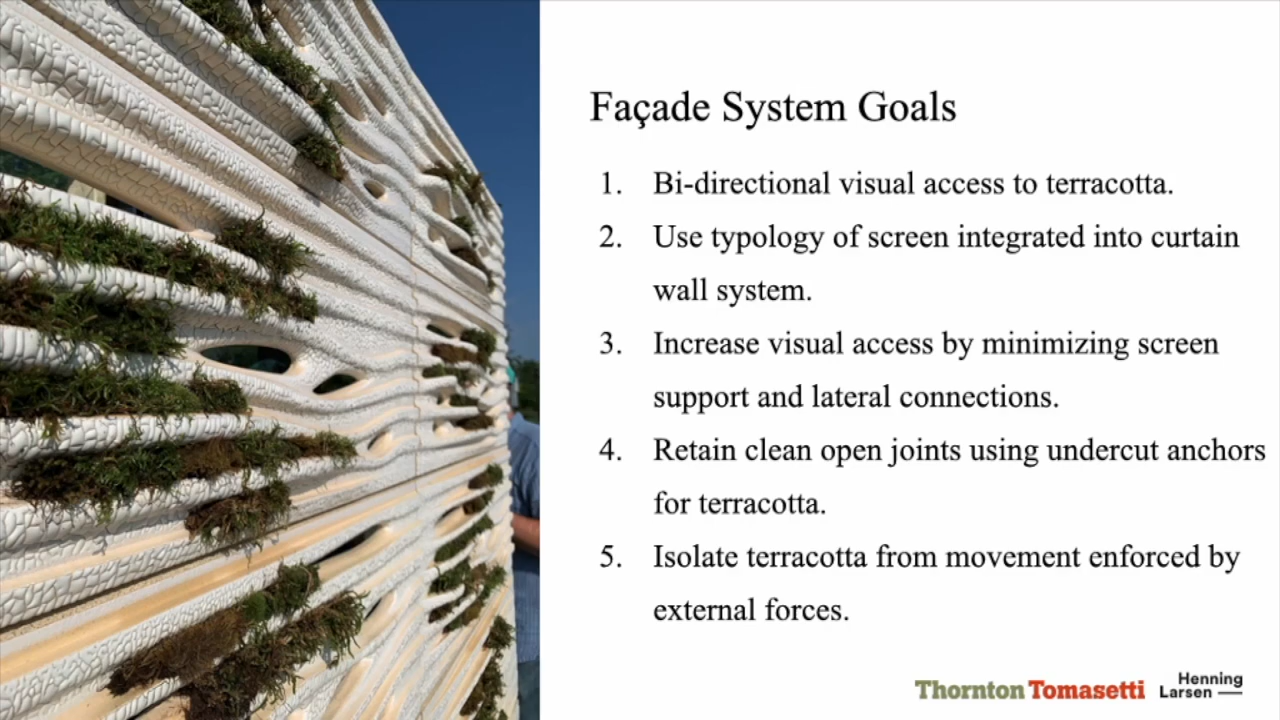 Façade System Goals
1. Bi-directional visual access to terracotta.
2. Use typology of screen integrated into curtain
wall system.
3. Increase visual access by minimizing screen
support and lateral connections.
4. Retain clean open joints using undercut anchors
for terracotta.
5. Isolate terracotta from movement enforced by
external forces.
Thornton Tomasetti
Henning
Larsen —